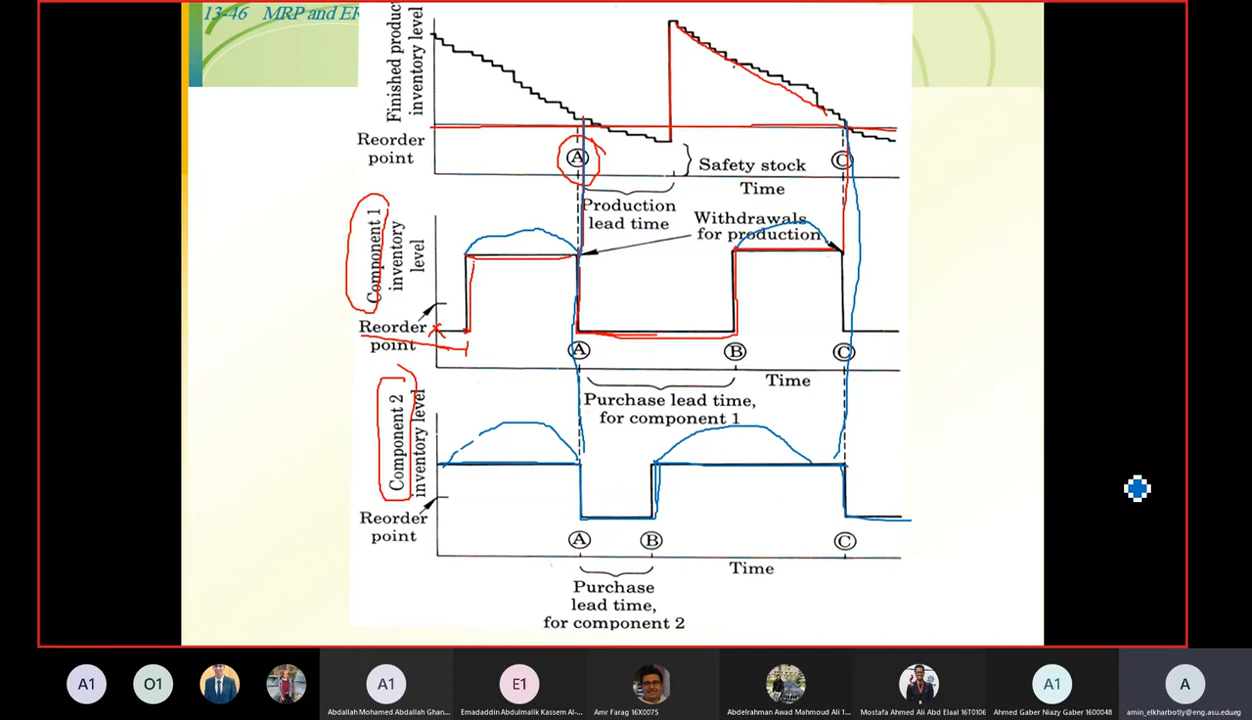 13-46 MRP and ER
Finished produc
inventory level
Reorder
point
A
C
Safety stock
Time
Production
lead time
Withdrawals
for production
Component 1
inventory
level
Reorder
point
A
B
C
Time
Purchase lead time,
for component 1
Component 2
inventory level
Reorder
point
A
B
C
Time
Purchase
lead time,
for component 2
A1
O1
A1
Abdallah Mohamed Abdallah Ghan...
E1
Emadaddin Abdulmalik Kassem Al-...
Amr Farag 16X0075
Abdelrahman Awad Mahmoud Ali 1...
Mostafa Ahmed Ali Abd Elaal 16T0106
A1
Ahmed Gaber Niazy Gaber 1600048
A
amin_elkharbotly@eng.asu.edueg